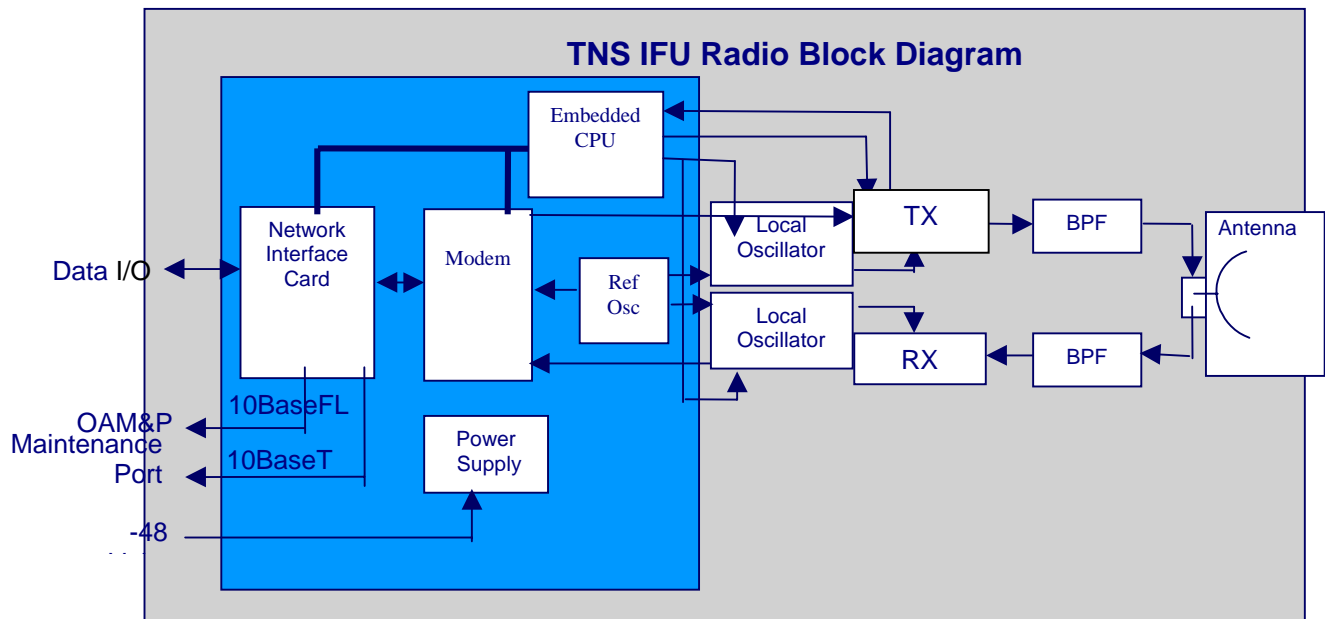 TNS IFU Radio Block Diagram
Embedded
CPU
Network
Interface
Card
Modem
Ref
Osc
Local
Oscillator
Local
Oscillator
TX
RX
BPF
BPF
Antenna
Data I/O
10BaseFL
OAM&P
Maintenance
Port
10BaseT
Power
Supply
-48